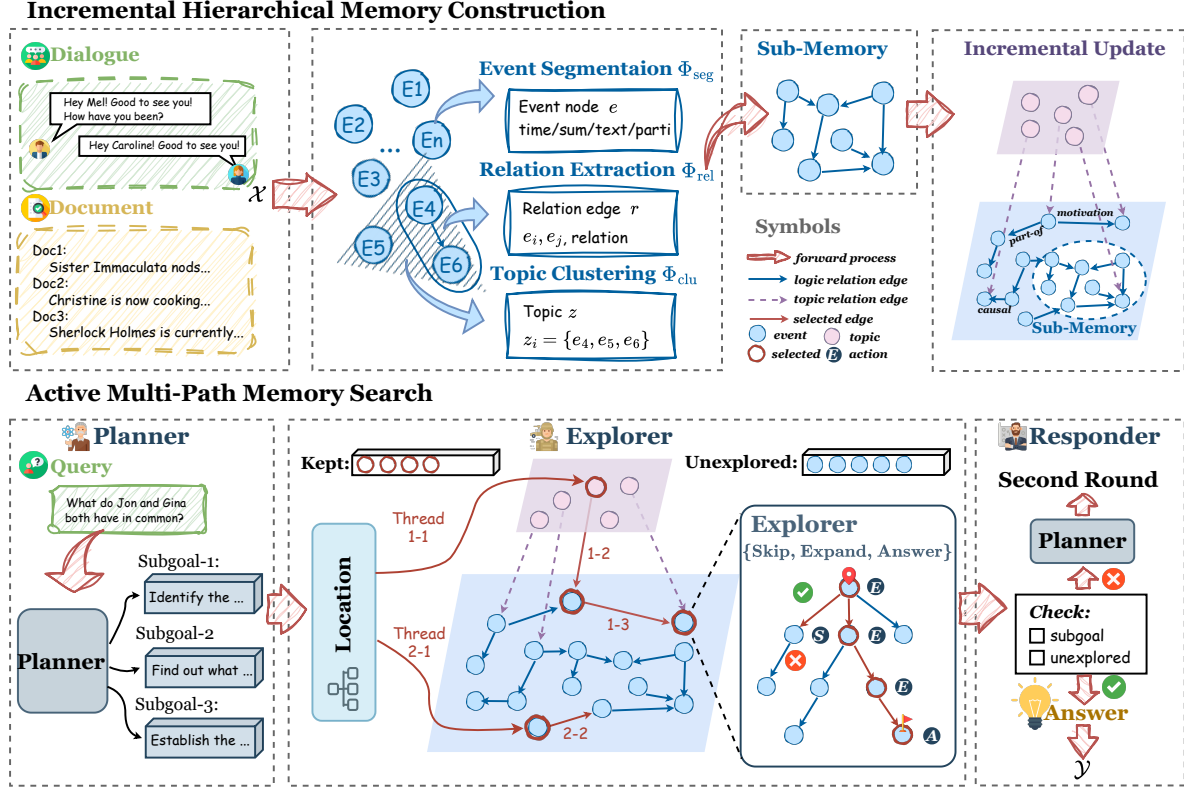 Incremental Hierarchical Memory Construction
Dialogue
Hey Mel! Good to see you!
How have you been?
Hey Caroline! Good to see you!
𝒳
Document
Doc1:
Sister Immaculata nods...
Doc2:
Christine is now cooking...
Doc3:
Sherlock Holmes is currently...
E1
E2
...
En
E3
E4
E5
E6
Event Segmentaion Φseg
Event node e
time/sum/text/parti
Relation Extraction Φrel
Relation edge r
eᵢ, eⱼ, relation
Topic Clustering Φclu
Topic z
zᵢ = {e₄, e₅, e₆}
Sub-Memory
Symbols
forward process
logic relation edge
topic relation edge
selected edge
event
topic
selected
E
action
Incremental Update
motivation
part-of
causal
Sub-Memory
Active Multi-Path Memory Search
Planner
Query
What do Jon and Gina
both have in common?
Planner
Subgoal-1:
Identify the ...
Subgoal-2
Find out what ...
Subgoal-3:
Establish the ...
Explorer
Kept:
Unexplored:
Location
Thread
1-1
1-2
1-3
Thread
2-1
2-2
Explorer
{Skip, Expand, Answer}
E
S
E
E
A
Responder
Second Round
Planner
Check:
subgoal
unexplored
Answer
𝒴